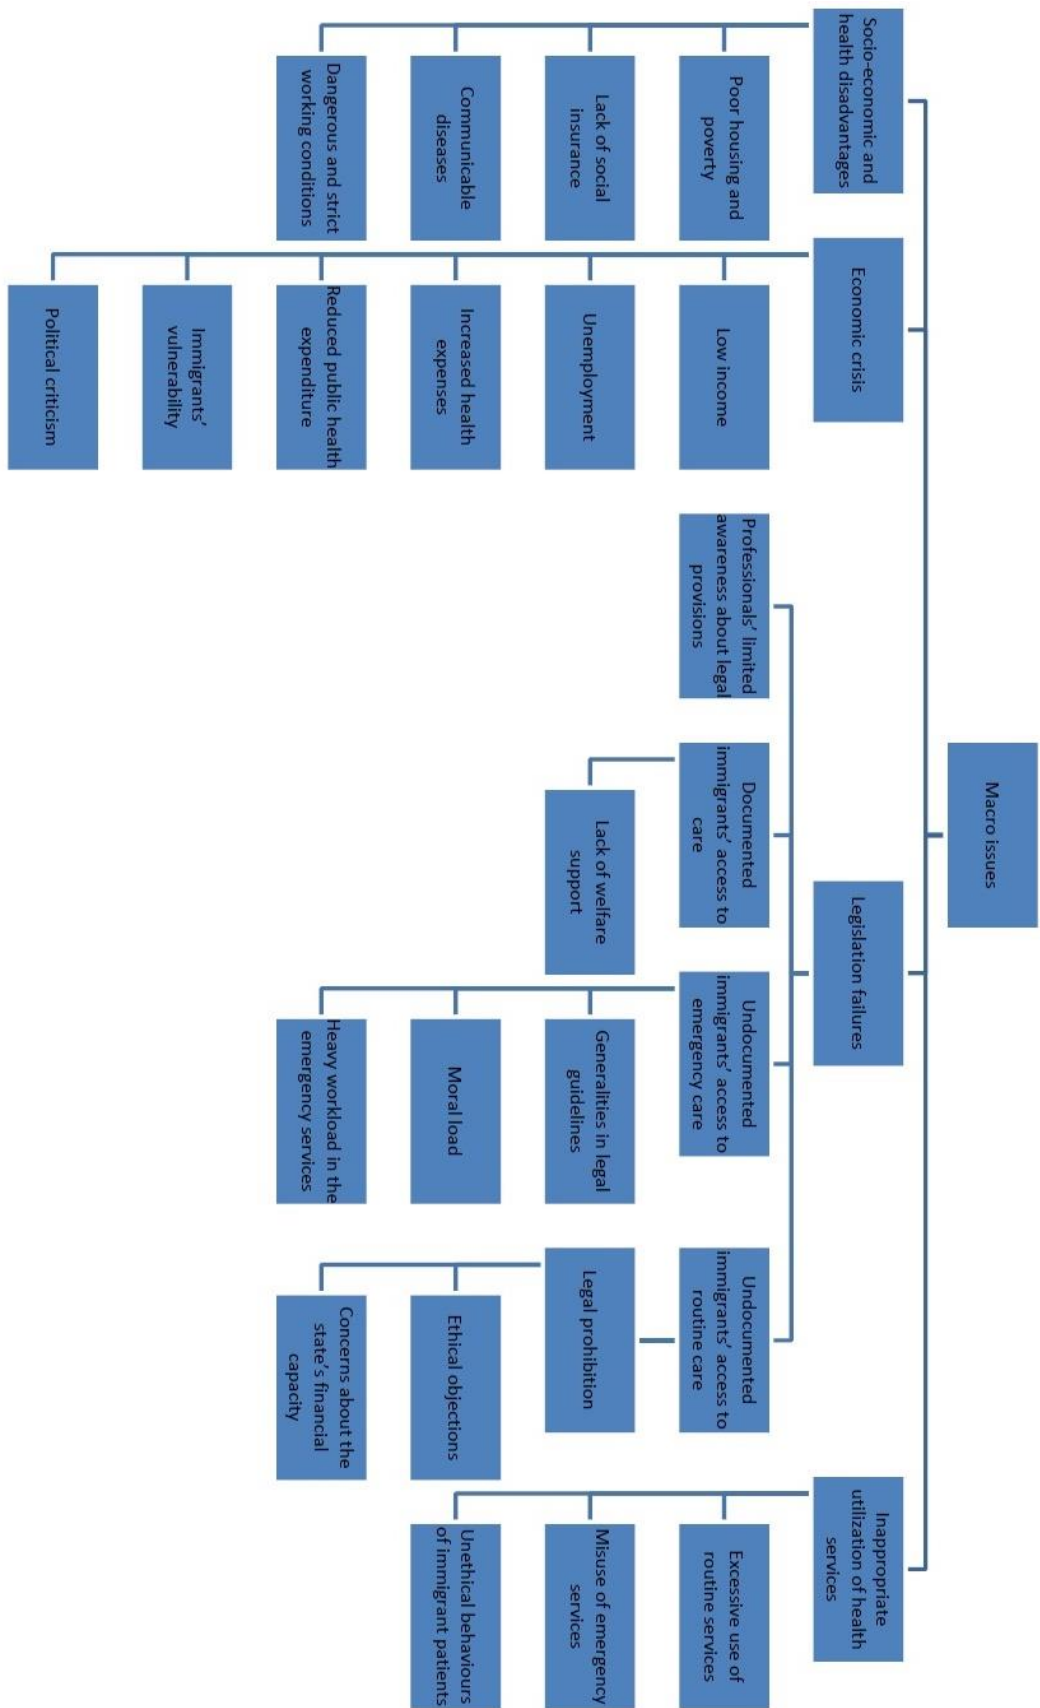 Macro issues
Socio-economic and
health disadvantages
Poor housing and
poverty
Lack of social
insurance
Communicable
diseases
Dangerous and strict
working conditions
Economic crisis
Low income
Unemployment
Increased health
expenses
Reduced public health
expenditure
Immigrants’
vulnerability
Political criticism
Legislation failures
Professionals’ limited
awareness about legal
provisions
Documented
immigrants’ access to
care
Lack of welfare
support
Undocumented
immigrants’ access to
emergency care
Generalities in legal
guidelines
Moral load
Heavy workload in the
emergency services
Undocumented
immigrants’ access to
routine care
Legal prohibition
Ethical objections
Concerns about the
state’s financial
capacity
Inappropriate
utilization of health
services
Excessive use of
routine services
Misuse of emergency
services
Unethical behaviours
of immigrant patients